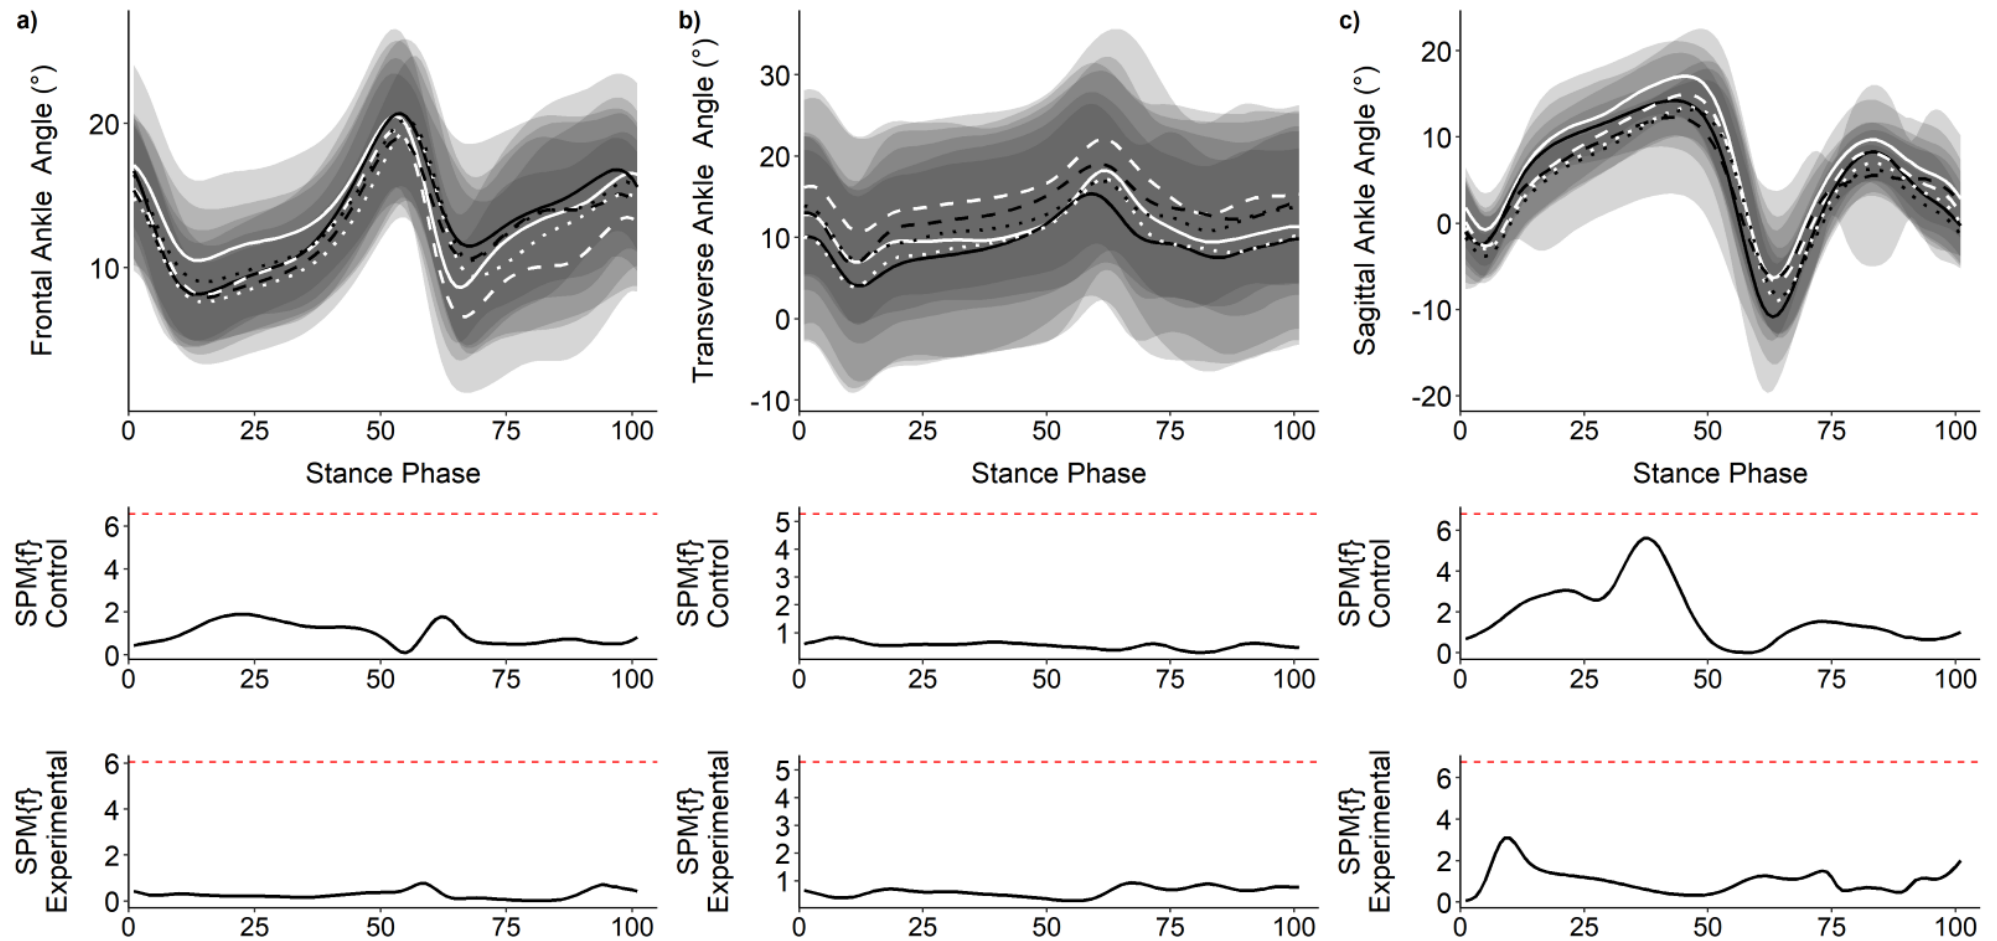 a)
Frontal Ankle Angle (°)
20
10
0 25 50 75 100
Stance Phase
SPM{f}
Control
6
4
2
0
0 25 50 75 100
SPM{f}
Experimental
6
4
2
0
0 25 50 75 100
b)
Transverse Ankle Angle (°)
30
20
10
0
-10
0 25 50 75 100
Stance Phase
SPM{f}
Control
5
4
3
2
1
0 25 50 75 100
SPM{f}
Experimental
5
4
3
2
1
0 25 50 75 100
c)
Sagittal Ankle Angle (°)
20
10
0
-10
-20
0 25 50 75 100
Stance Phase
SPM{f}
Control
6
4
2
0
0 25 50 75 100
SPM{f}
Experimental
6
4
2
0
0 25 50 75 100